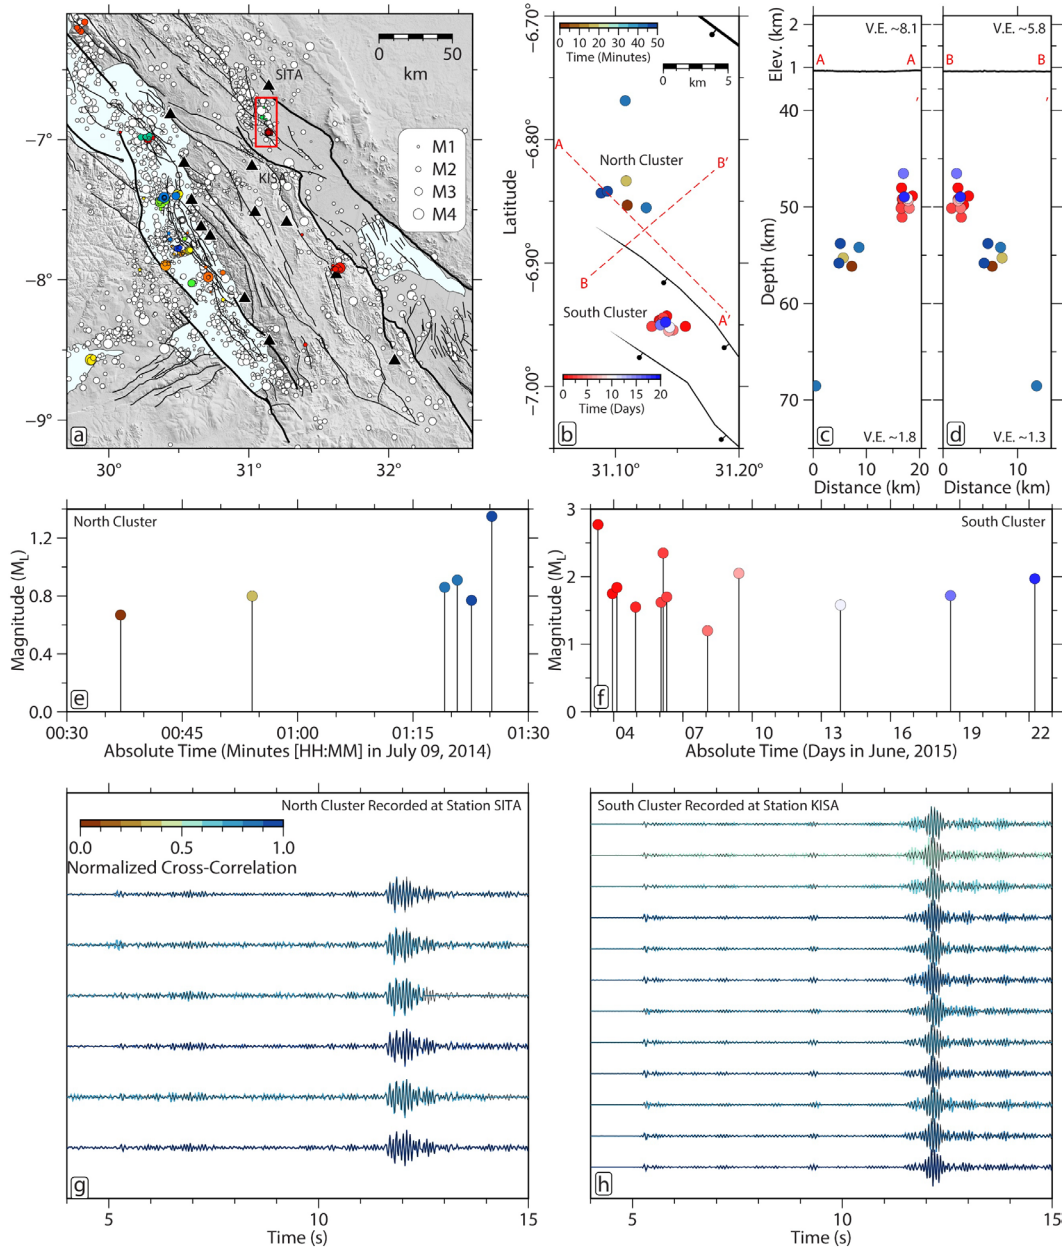 50
0
50
km
SITA
KISA
M1
M2
M3
M4
−7°
−8°
−9°
30°
31°
32°
a
−6.70
−6.80
−6.90
−7.00
Latitude
0 10 20 30 40 50
Time (Minutes)
0
5
km
A
North Cluster
B′
B
South Cluster
A′
0 5 10 15 20
Time (Days)
b
31.10°
31.20°
Elev. (km)
2
1
V.E. ~8.1
A
A
′
V.E. ~5.8
B
B
′
Depth (km)
40
50
60
70
c
V.E. ~1.8
d
V.E. ~1.3
0 10 20
Distance (km)
0 10
Distance (km)
North Cluster
Magnitude (ML)
1.2
0.8
0.4
0.0
e
00:30 00:45 01:00 01:15 01:30
Absolute Time (Minutes [HH:MM] in July 09, 2014)
South Cluster
Magnitude (ML)
3
2
1
0
f
04 07 10 13 16 19 22
Absolute Time (Days in June, 2015)
North Cluster Recorded at Station SITA
0.0 0.5 1.0
Normalized Cross-Correlation
g
5 10 15
Time (s)
South Cluster Recorded at Station KISA
h
5 10 15
Time (s)